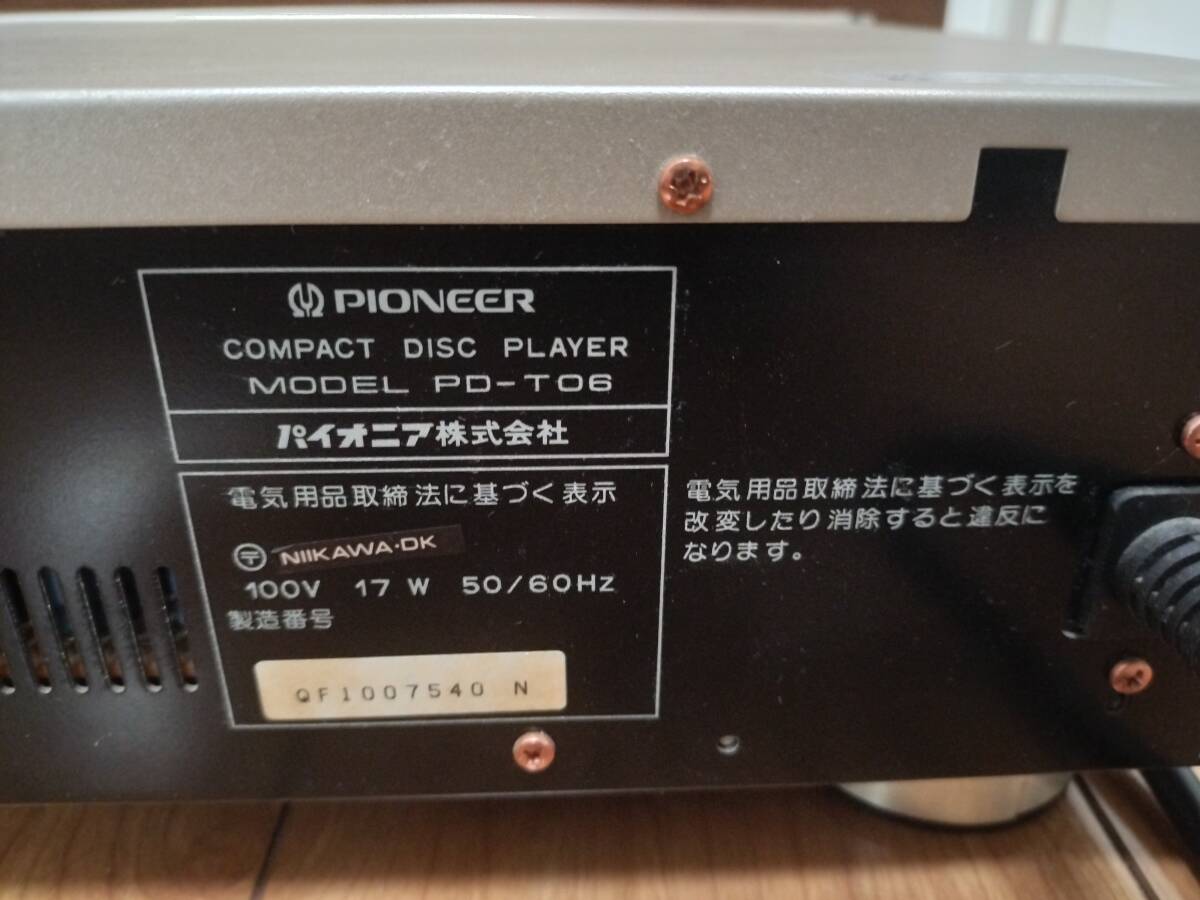 PIONEER
COMPACT DISC PLAYER
MODEL PD-T06
パイオニア株式会社
電気用品取締法に基づく表示
〒 NIIKAWA・DK
100V 17W 50/60Hz
製造番号
QF1007540 N
電気用品取締法に基づく表示を
改変したり消除すると違反に
なります。